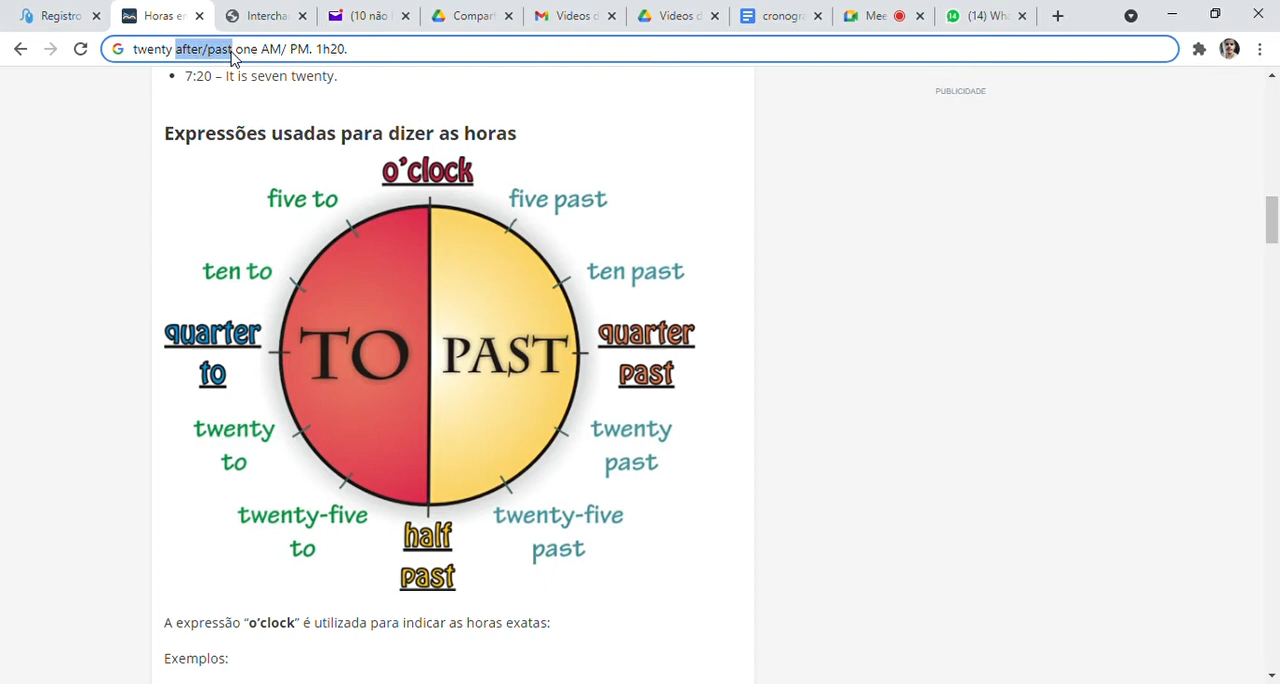 Registro
Horas en
Intercha
(10 não
Compar
Videos d
Videos d
cronogra
Mee
(14) Wha
twenty after/past one AM/ PM. 1h20.
7:20 – It is seven twenty.
PUBLICIDADE
Expressões usadas para dizer as horas
o'clock
five to
five past
ten to
ten past
quarter
to
TO
PAST
quarter
past
twenty
to
twenty
past
twenty-five
to
half
past
twenty-five
past
A expressão “o’clock” é utilizada para indicar as horas exatas:
Exemplos: